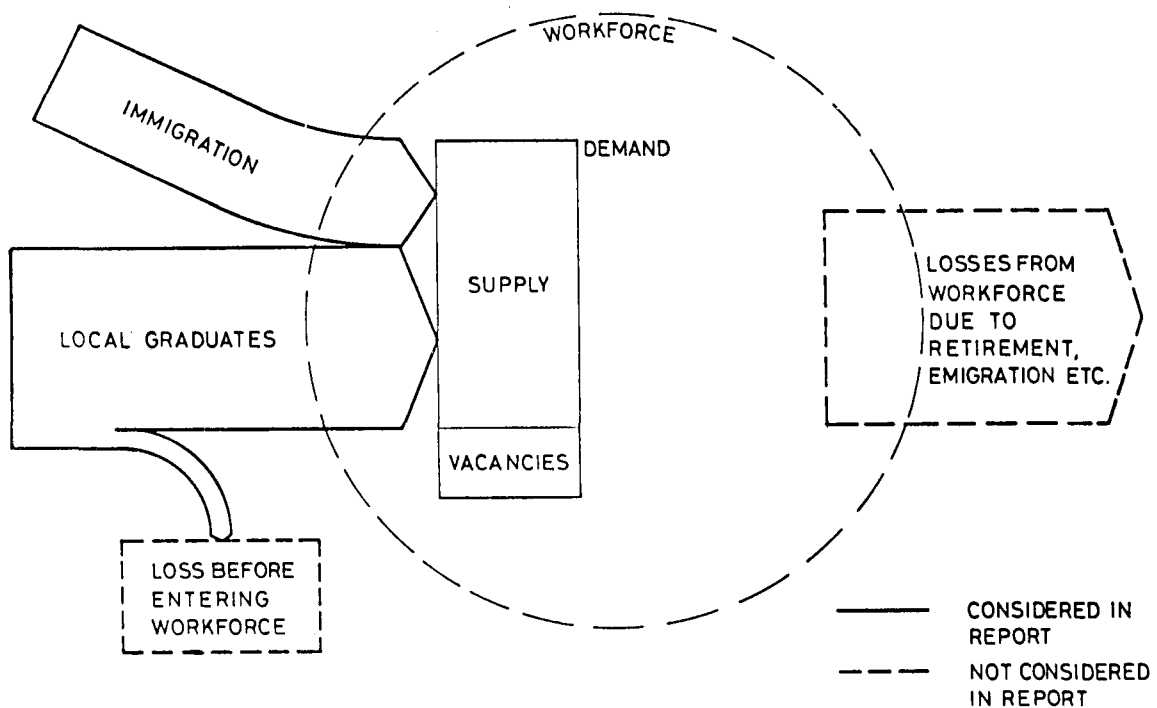 WORKFORCE
IMMIGRATION
DEMAND
SUPPLY
LOCAL GRADUATES
VACANCIES
LOSSES FROM
WORKFORCE
DUE TO
RETIREMENT,
EMIGRATION ETC.
LOSS BEFORE
ENTERING
WORKFORCE
CONSIDERED IN
REPORT
NOT CONSIDERED
IN REPORT